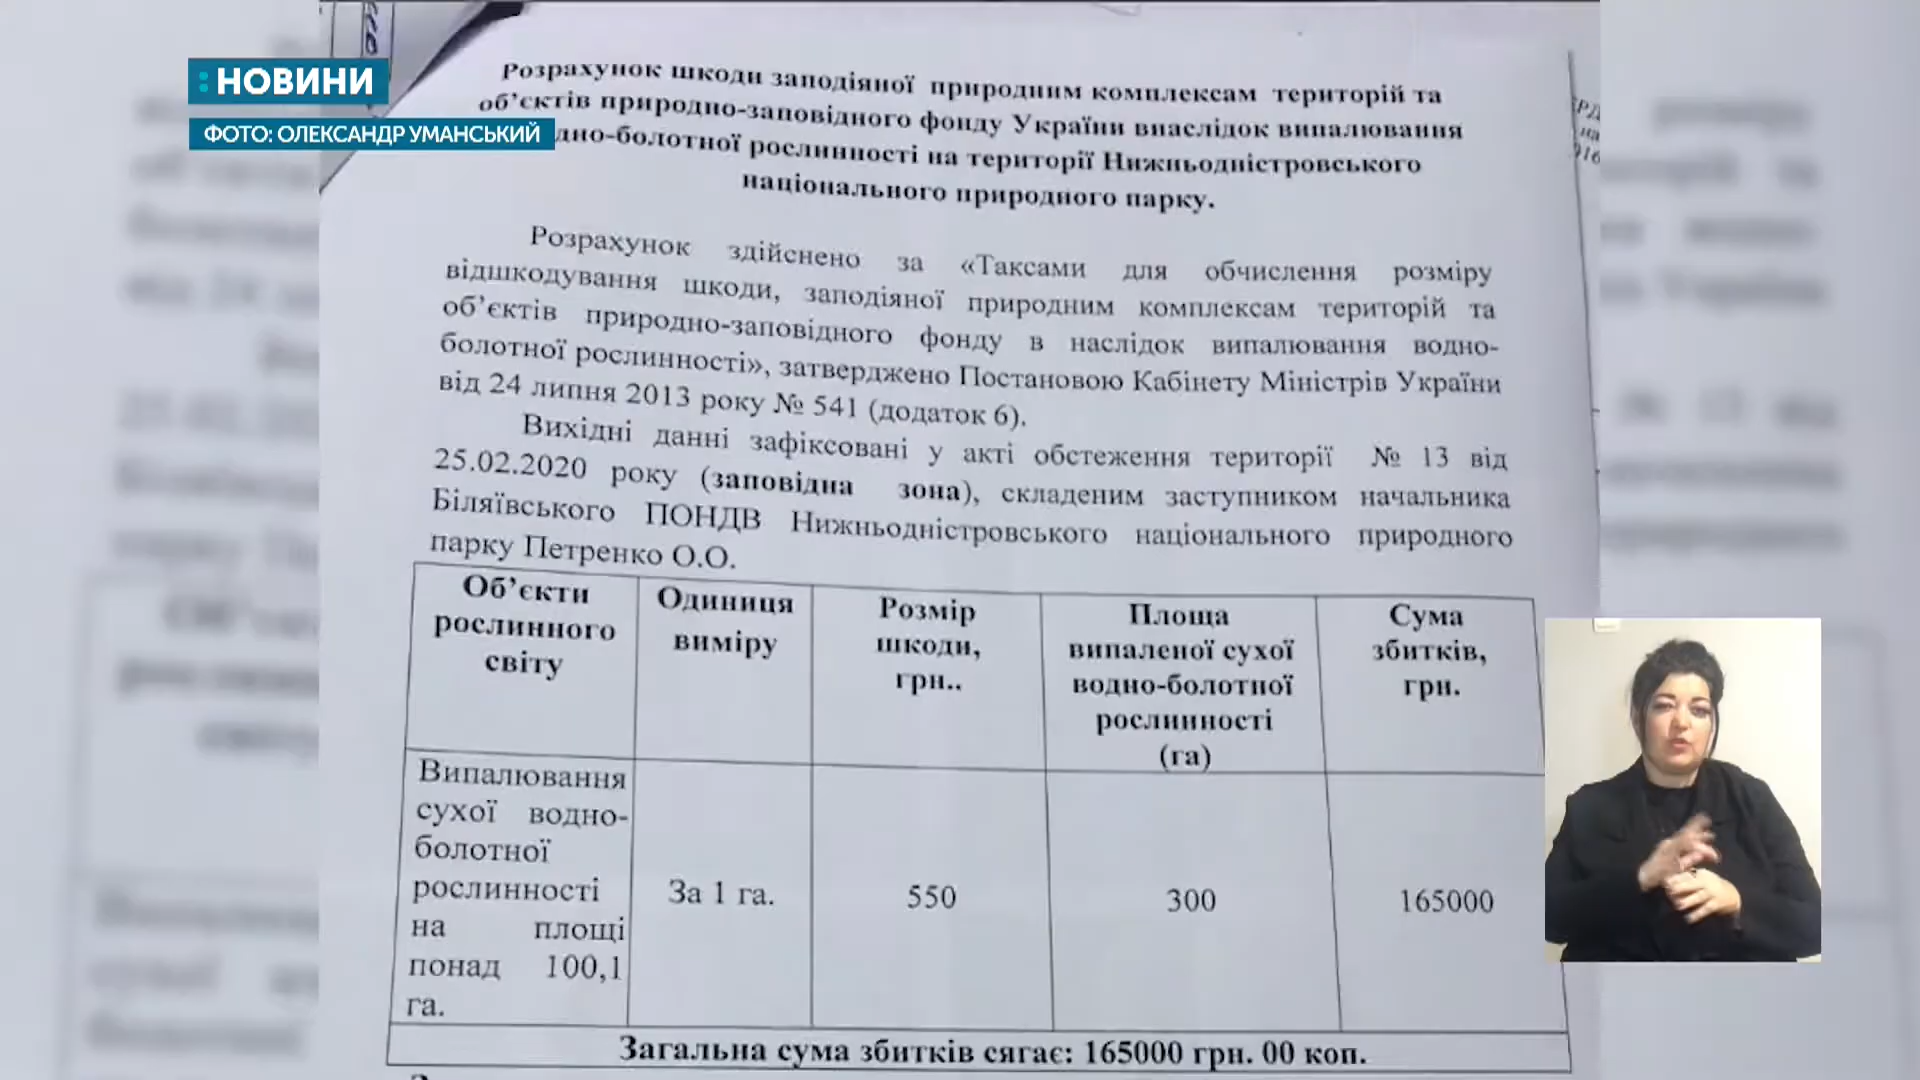 НОВИНИ
ФОТО: ОЛЕКСАНДР УМАНСЬКИЙ
Розрахунок шкоди заподіяної природним комплексам територій та
об’єктів природно-заповідного фонду України внаслідок випалювання
дно-болотної рослинності на території Нижньодністровського
національного природного парку.
Розрахунок здійснено за «Таксами для обчислення розміру
відшкодування шкоди, заподіяної природним комплексам територій та
об’єктів природно-заповідного фонду в наслідок випалювання водно-
болотної рослинності», затверджено Постановою Кабінету Міністрів України
від 24 липня 2013 року № 541 (додаток 6).
Вихідні данні зафіксовані у акті обстеження території № 13 від
25.02.2020 року (заповідна зона), складеним заступником начальника
Біляївського ПОНДВ Нижньодністровського національного природного
парку Петренко О.О.
Об’єкти
рослинного
світу
Одиниця
виміру
Розмір
шкоди,
грн..
Площа
випаленої сухої
водно-болотної
рослинності
(га)
Сума
збитків,
грн.
Випалювання
сухої водно-
болотної
рослинності
на площі
понад 100,1
га.
За 1 га.
550
300
165000
Загальна сума збитків сягає: 165000 грн. 00 коп.